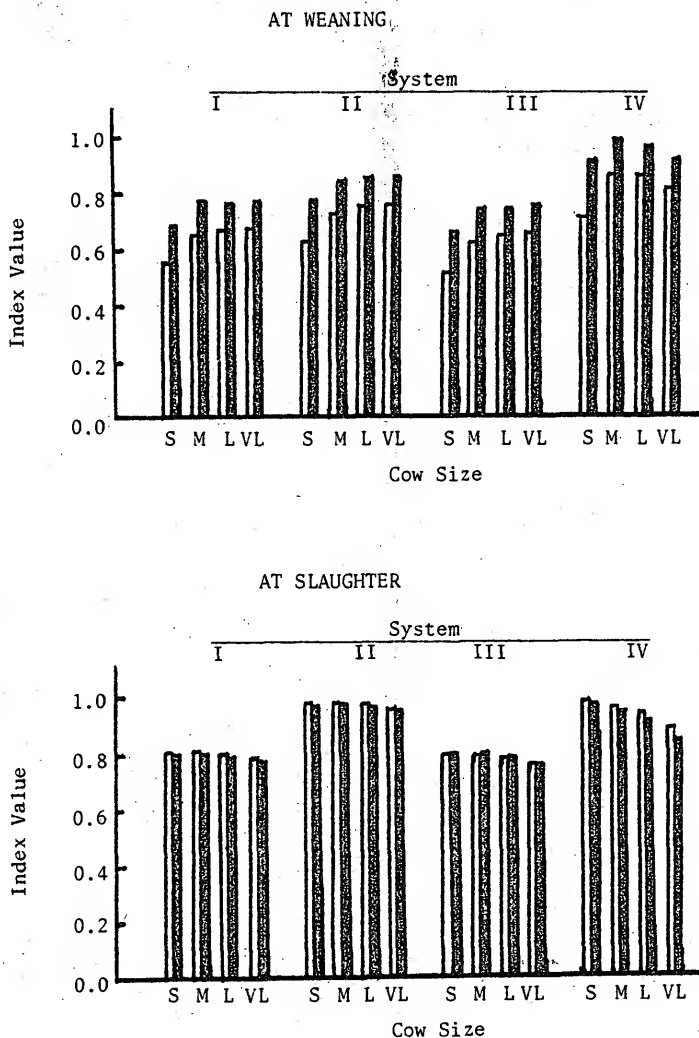 AT WEANING
System
I II III IV
1.0
0.8
0.6
0.4
0.2
0.0
Index Value
S M L VL S M L VL S M L VL S M L VL
Cow Size
AT SLAUGHTER
System
I II III IV
1.0
0.8
0.6
0.4
0.2
0.0
Index Value
S M L VL S M L VL S M L VL S M L VL
Cow Size